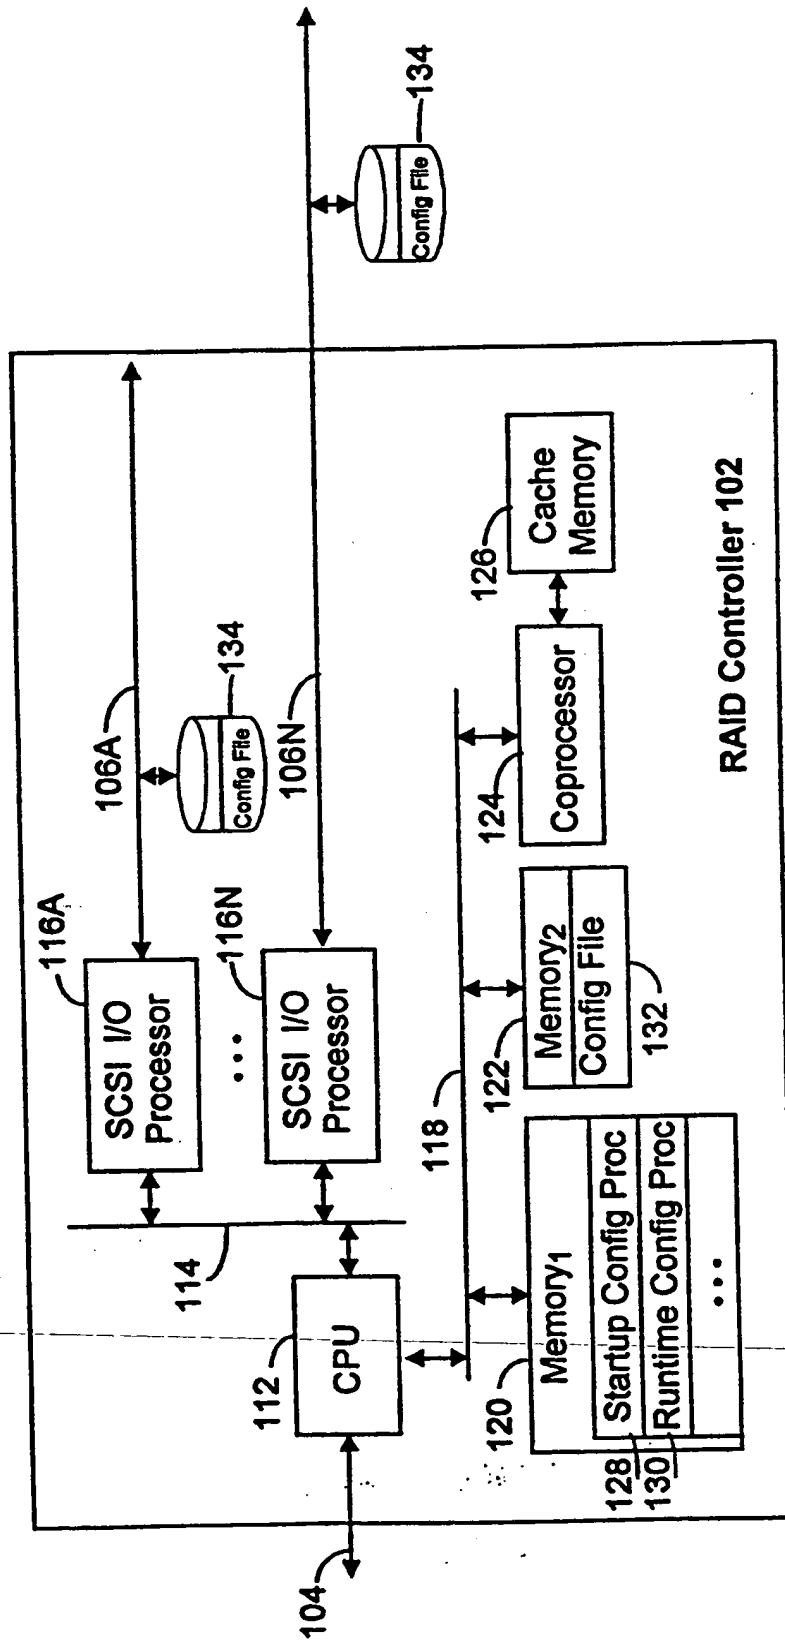 104
112
CPU
114
116A
SCSI I/O
Processor
...
116N
SCSI I/O
Processor
106A
Config File
134
106N
Config File
134
118
120
Memory1
Startup Config Proc
Runtime Config Proc
...
128
130
122
Memory2
Config File
132
124
Coprocessor
126
Cache
Memory
RAID Controller 102